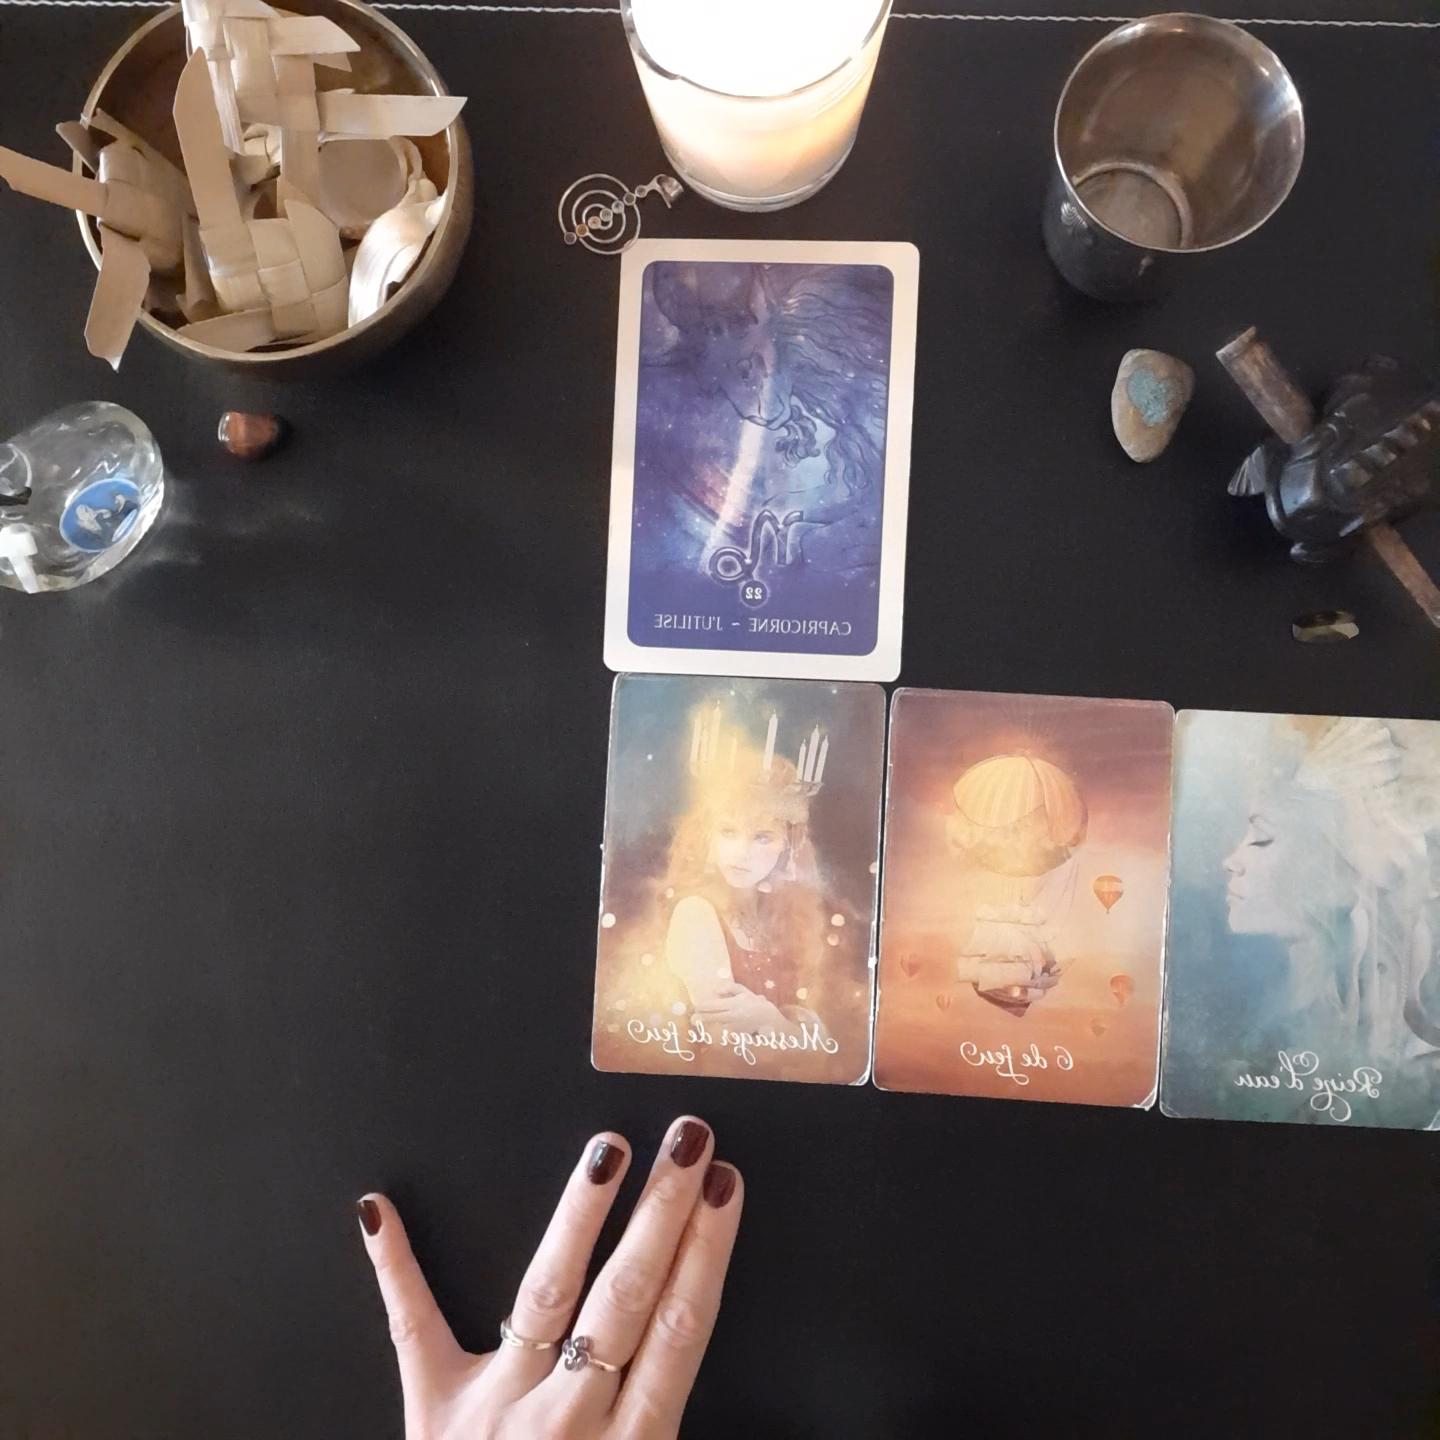 22
CAPRICORNE ~ J'UTILISE
Messager de feu
6 de feu
Reine d'eau